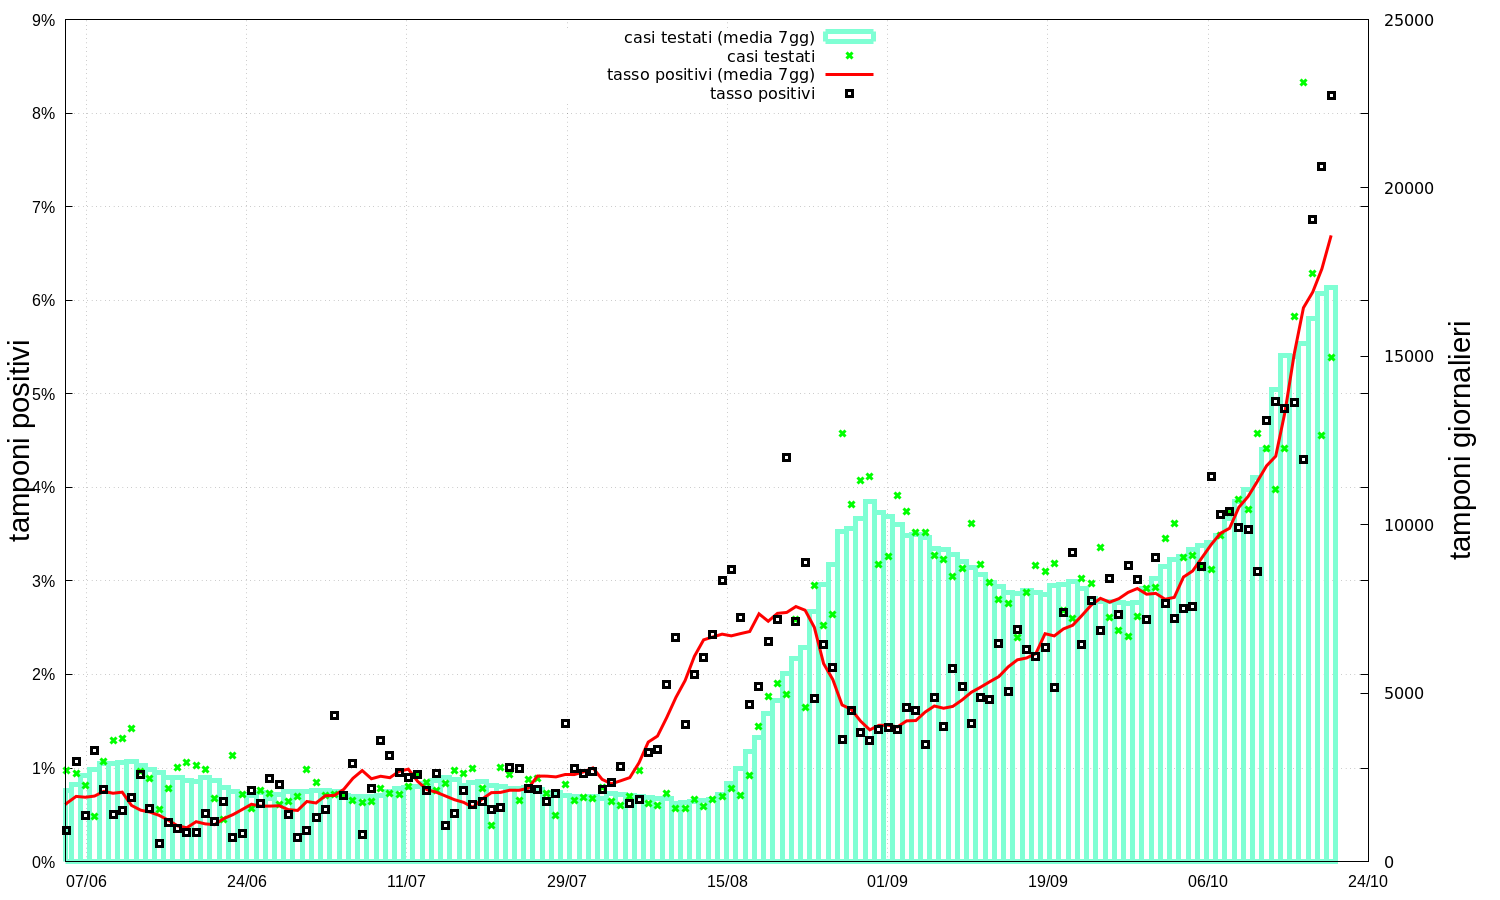 casi testati (media 7gg)
casi testati
tasso positivi (media 7gg)
tasso positivi
9%
8%
7%
6%
5%
4%
3%
2%
1%
0%
tamponi positivi
25000
20000
15000
10000
5000
0
tamponi giornalieri
07/06 24/06 11/07 29/07 15/08 01/09 19/09 06/10 24/10